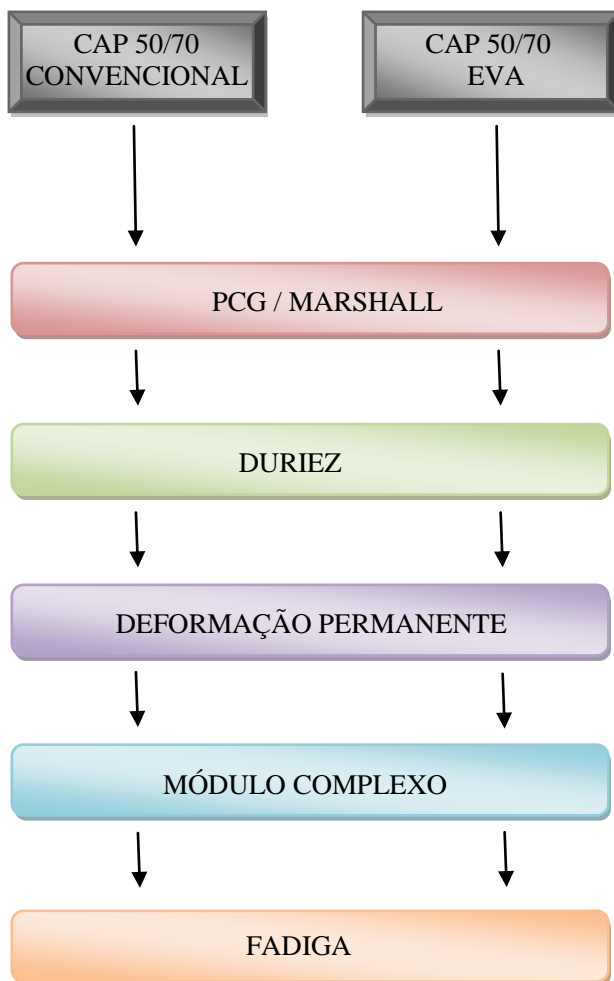 CAP 50/70
CONVENCIONAL
CAP 50/70
EVA
PCG / MARSHALL
DURIEZ
DEFORMAÇÃO PERMANENTE
MÓDULO COMPLEXO
FADIGA